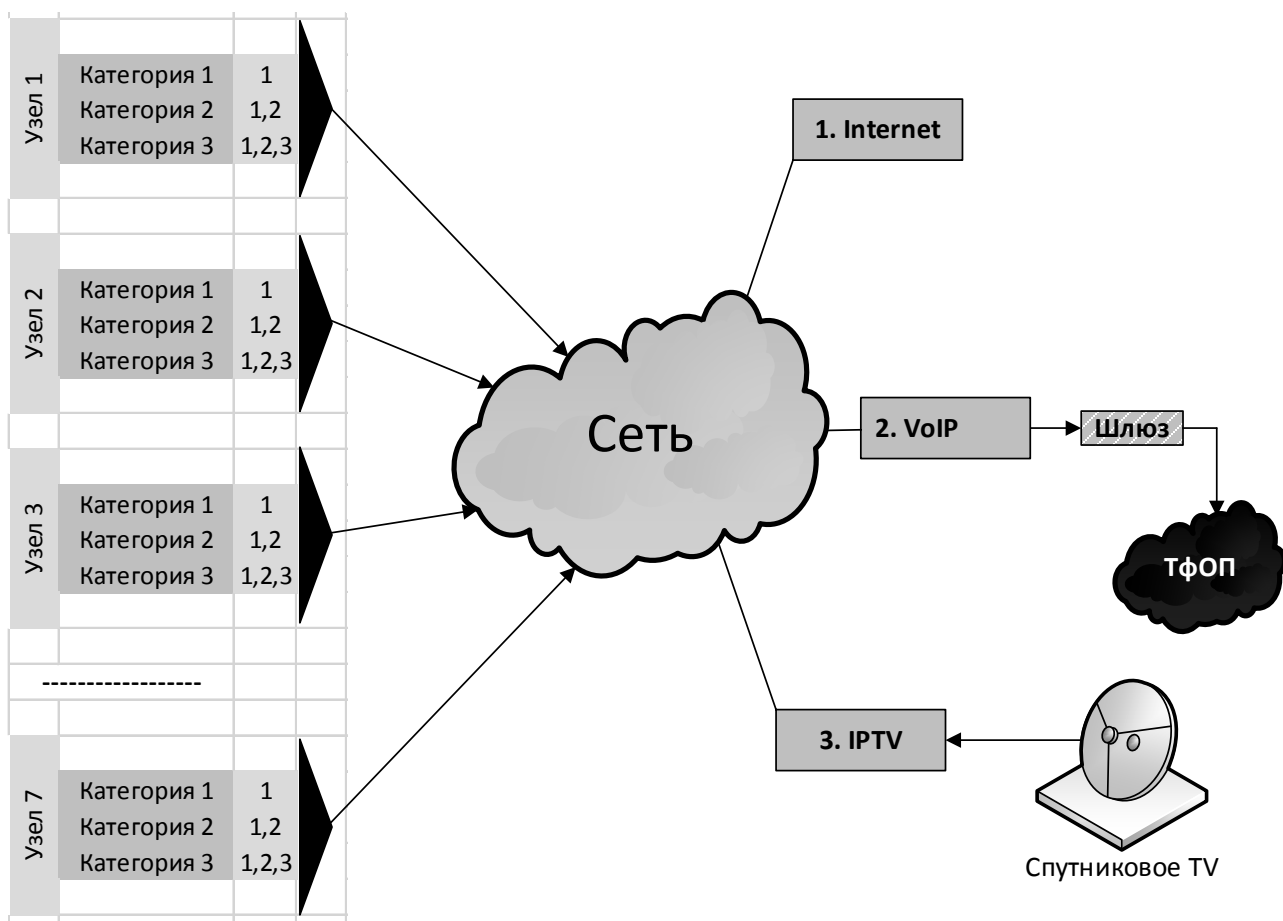 Узел 1
Категория 1 1
Категория 2 1,2
Категория 3 1,2,3
Узел 2
Категория 1 1
Категория 2 1,2
Категория 3 1,2,3
Узел 3
Категория 1 1
Категория 2 1,2
Категория 3 1,2,3
------------------
Узел 7
Категория 1 1
Категория 2 1,2
Категория 3 1,2,3
Сеть
1. Internet
2. VoIP
Шлюз
ТфОП
3. IPTV
Спутниковое TV